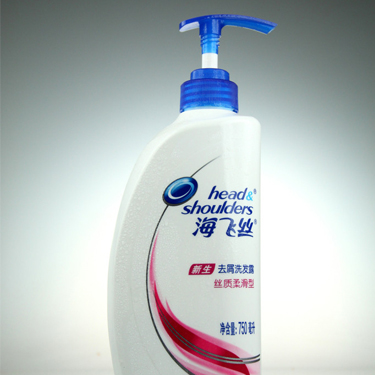 head&®
shoulders
海飞丝®
新生 去屑洗发露
丝质柔滑型
净含量:750毫升